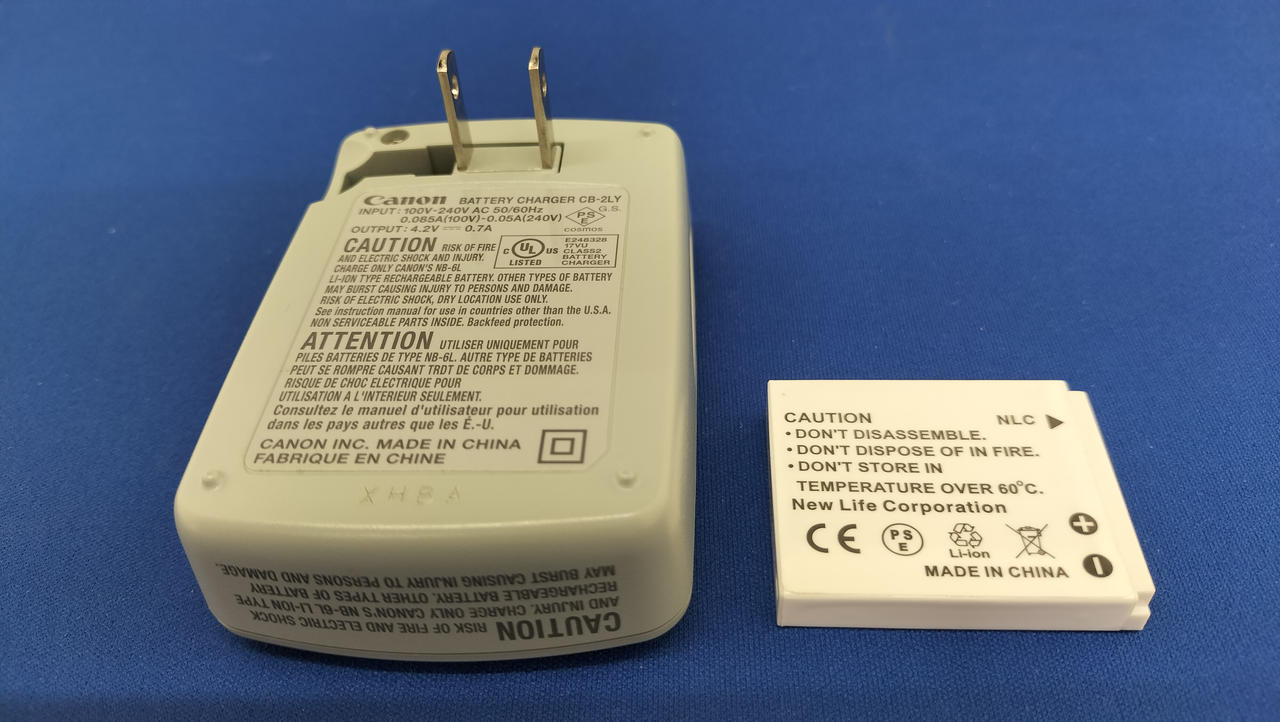 Canon BATTERY CHARGER CB-2LY
INPUT : 100V-240V AC 50/60Hz G.S.
0.085A(100V)-0.05A(240V) PSE
OUTPUT : 4.2V ⎓ 0.7A cosmos
CAUTION RISK OF FIRE
AND ELECTRIC SHOCK AND INJURY.
CHARGE ONLY CANON'S NB-6L
C UL US LISTED
E246328
17VU
CLASS2
BATTERY
CHARGER
LI-ION TYPE RECHARGEABLE BATTERY. OTHER TYPES OF BATTERY
MAY BURST CAUSING INJURY TO PERSONS AND DAMAGE.
RISK OF ELECTRIC SHOCK, DRY LOCATION USE ONLY.
See instruction manual for use in countries other than the U.S.A.
NON SERVICEABLE PARTS INSIDE. Backfeed protection.
ATTENTION UTILISER UNIQUEMENT POUR
PILES BATTERIES DE TYPE NB-6L. AUTRE TYPE DE BATTERIES
PEUT SE ROMPRE CAUSANT TRDT DE CORPS ET DOMMAGE.
RISQUE DE CHOC ELECTRIQUE POUR
UTILISATION A L'INTERIEUR SEULEMENT.
Consultez le manuel d'utilisateur pour utilisation
dans les pays autres que les É.-U.
CANON INC. MADE IN CHINA
FABRIQUE EN CHINE
XH8A
CAUTION RISK OF FIRE AND ELECTRIC SHOCK
AND INJURY. CHARGE ONLY CANON'S NB-6L LI-ION TYPE
RECHARGEABLE BATTERY. OTHER TYPES OF BATTERY
MAY BURST CAUSING INJURY TO PERSONS AND DAMAGE.
CAUTION NLC ▶
• DON'T DISASSEMBLE.
• DON'T DISPOSE OF IN FIRE.
• DON'T STORE IN
TEMPERATURE OVER 60°C.
New Life Corporation
CE PSE Li-ion +
MADE IN CHINA −